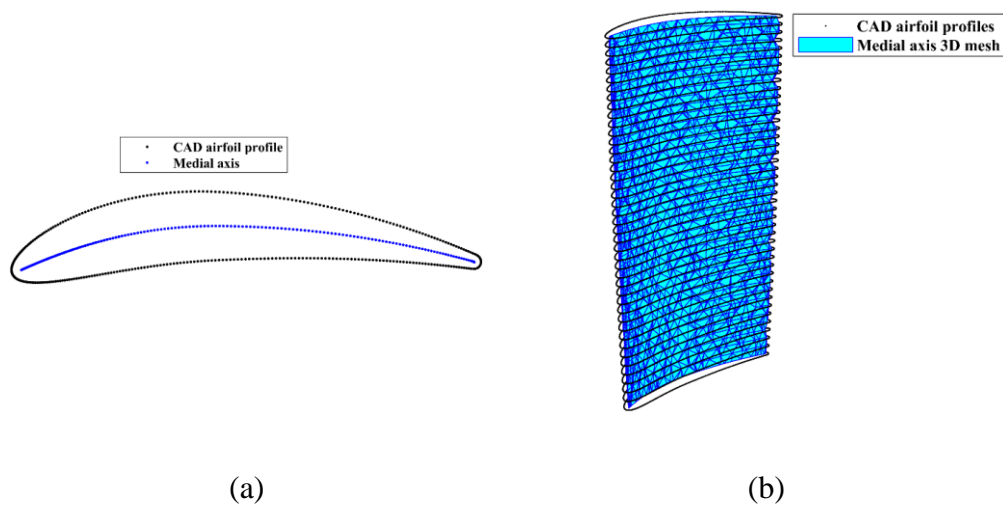 CAD airfoil profile
Medial axis
CAD airfoil profiles
Medial axis 3D mesh
(a)
(b)